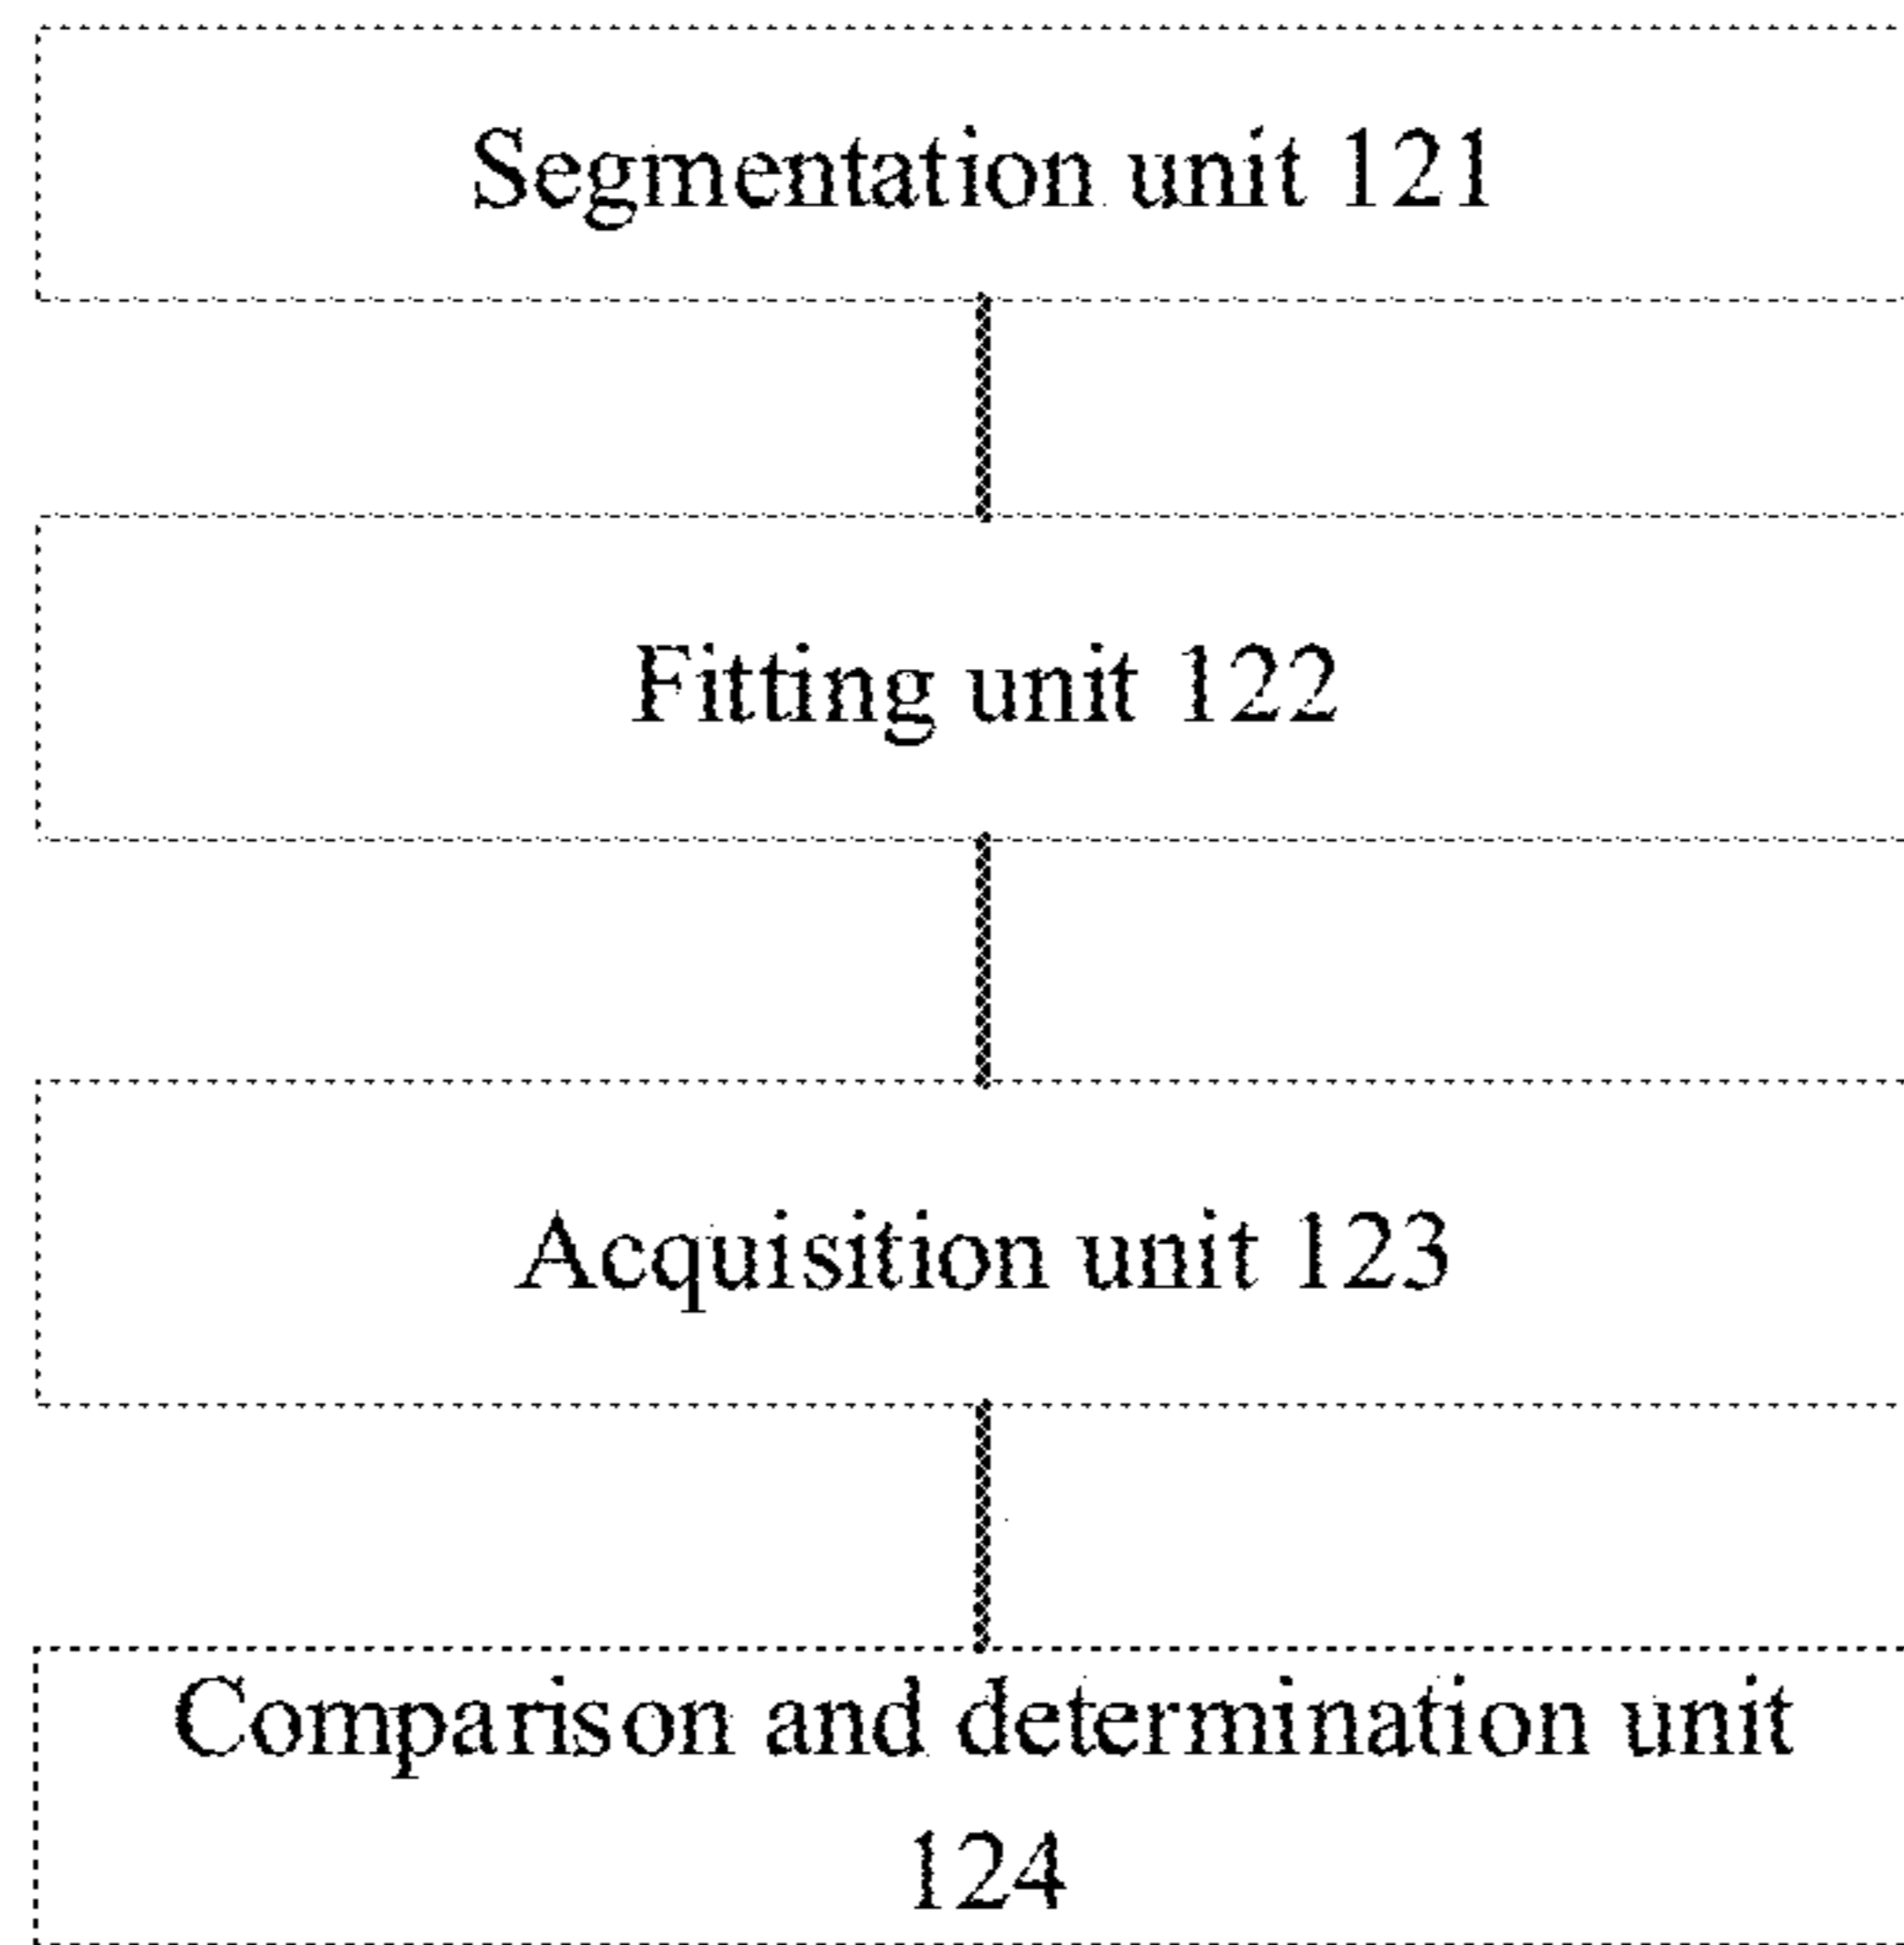 Segmentation unit 121
Fitting unit 122
Acquisition unit 123
Comparison and determination unit
124